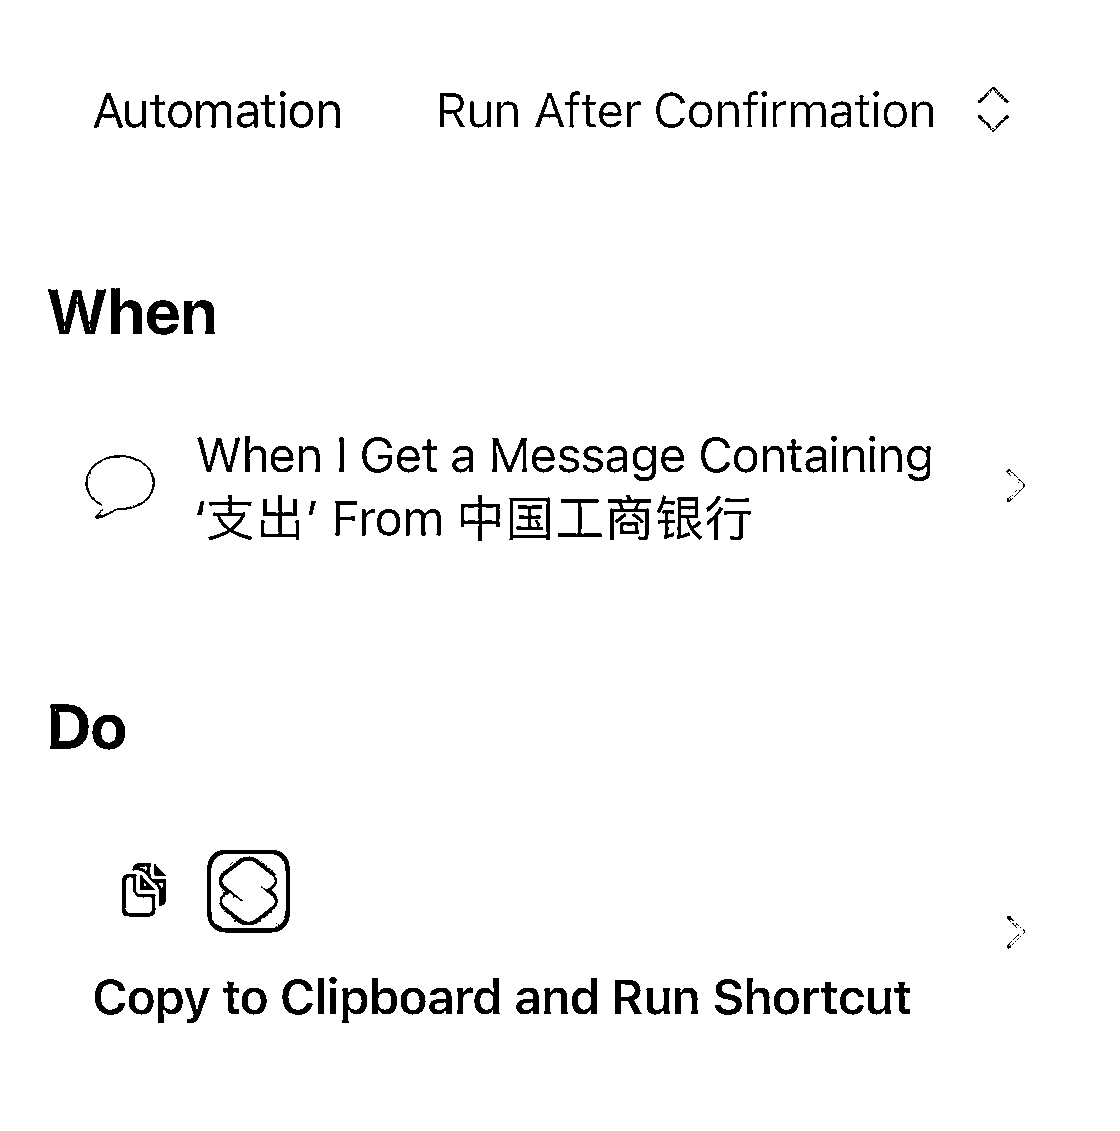 Automation Run After Confirmation
When
When I Get a Message Containing
‘支出’ From 中国工商银行
Do
Copy to Clipboard and Run Shortcut